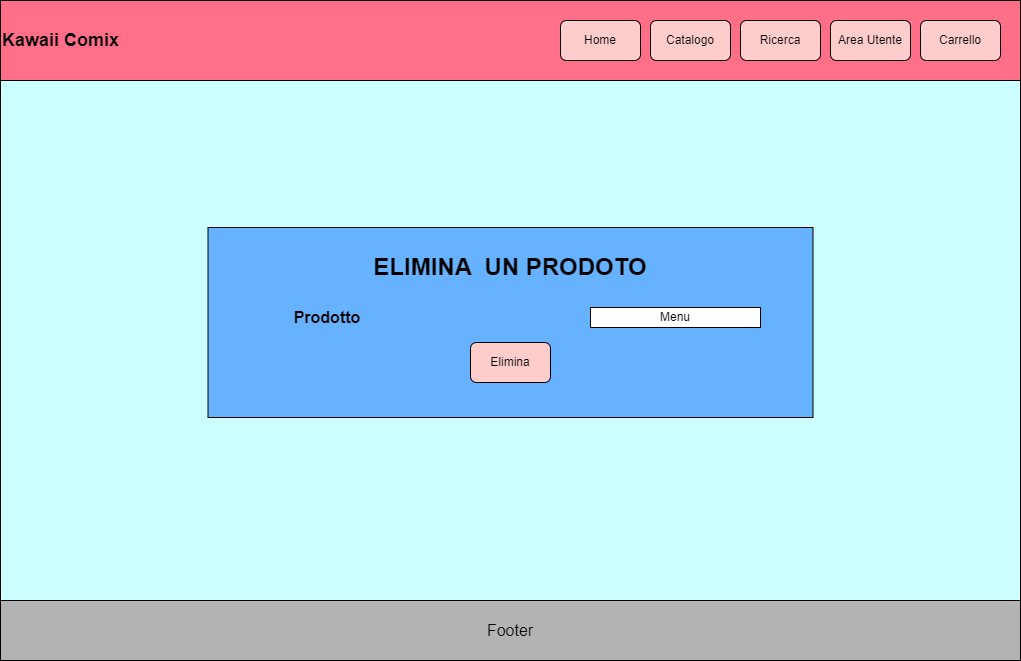 Kawaii Comix
Home
Catalogo
Ricerca
Area Utente
Carrello
ELIMINA  UN PRODOTO
Prodotto
Menu
Elimina
Footer